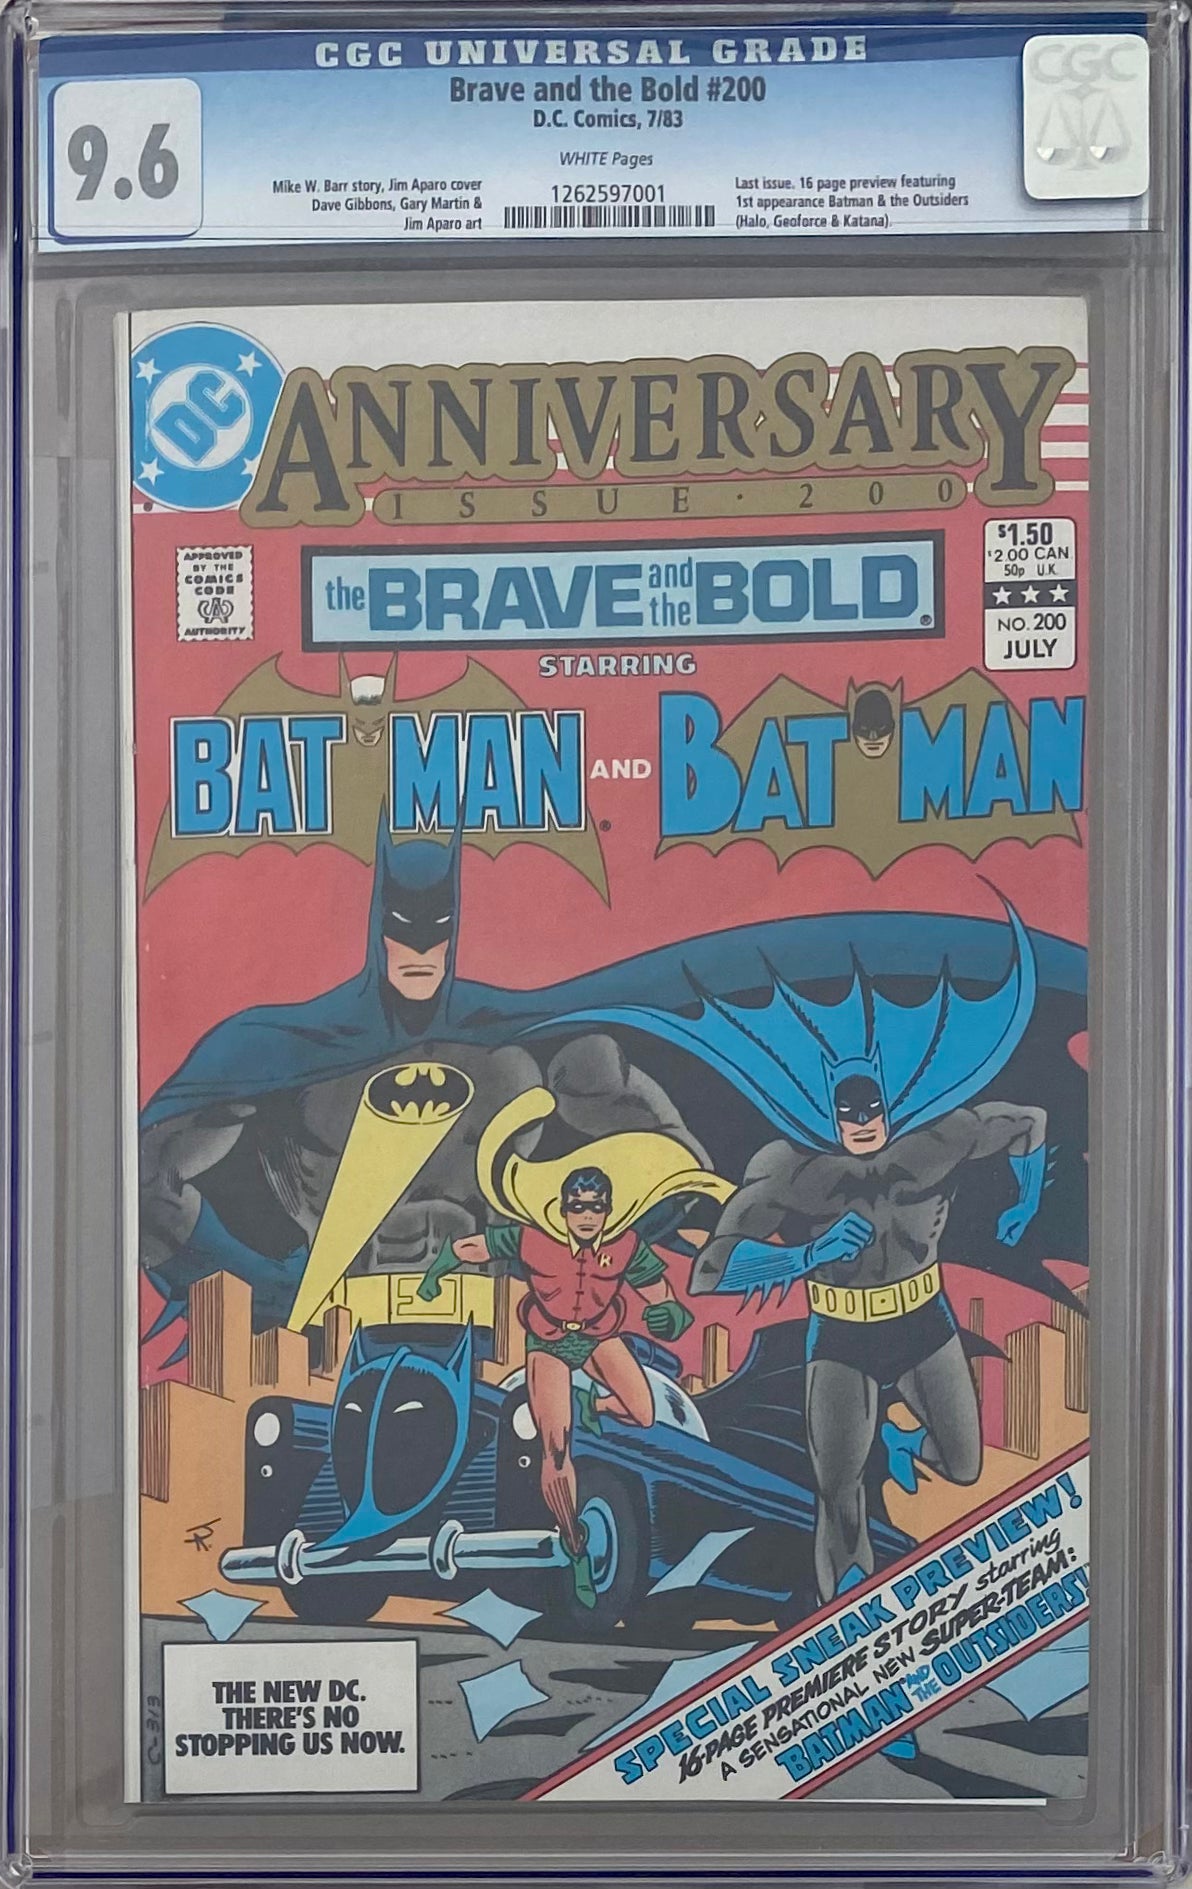 CGC UNIVERSAL GRADE
Brave and the Bold #200
D.C. Comics, 7/83
WHITE Pages
9.6
CGC
Mike W. Barr story, Jim Aparo cover
Dave Gibbons, Gary Martin &
Jim Aparo art
1262597001
Last issue. 16 page preview featuring
1st appearance Batman & the Outsiders
(Halo, Geoforce & Katana).
DC
ANNIVERSARY
ISSUE · 200
APPROVED
BY THE
COMICS
CODE
CA
AUTHORITY
the BRAVE and the BOLD®
$1.50
$2.00 CAN
50p U.K.
NO. 200
JULY
STARRING
BATMAN® AND BATMAN
R
THE NEW DC.
THERE'S NO
STOPPING US NOW.
C-313
SPECIAL SNEAK PREVIEW!
16-PAGE PREMIERE STORY starring
A SENSATIONAL NEW SUPER-TEAM:
BATMAN AND THE OUTSIDERS!